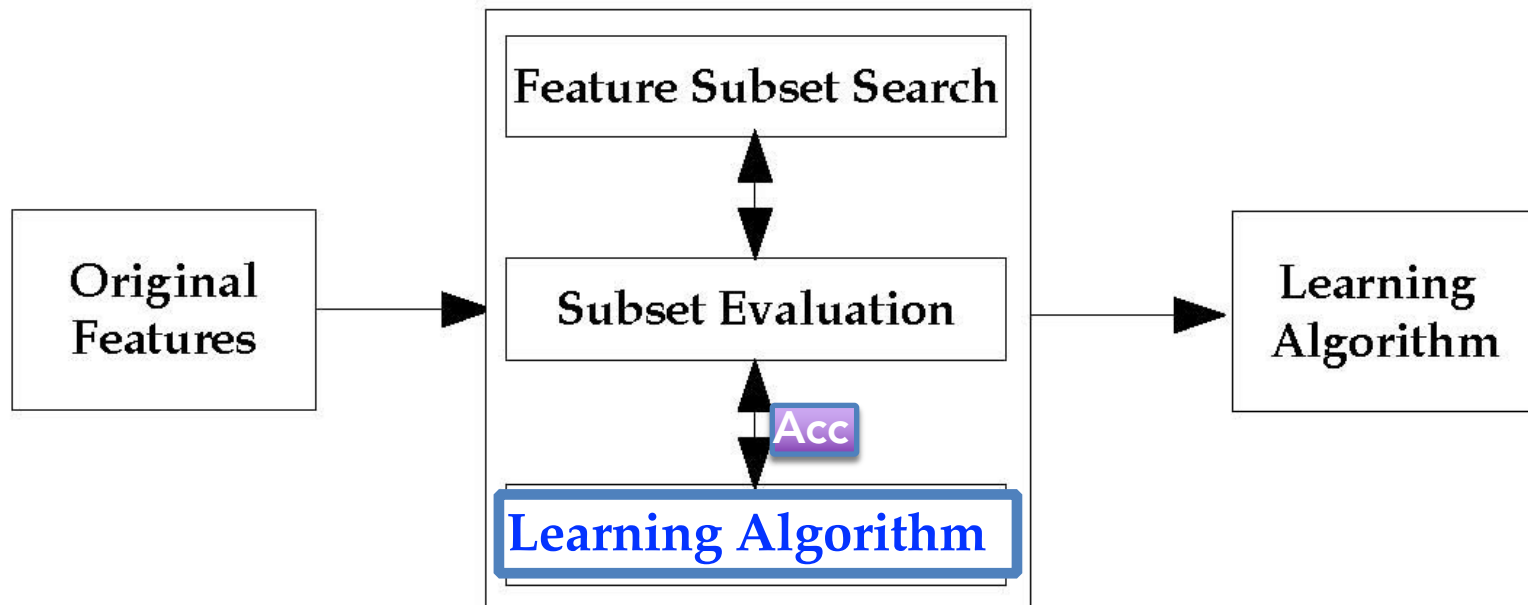 Feature Subset Search
Original
Features
Subset Evaluation
Learning
Algorithm
Acc
Learning Algorithm